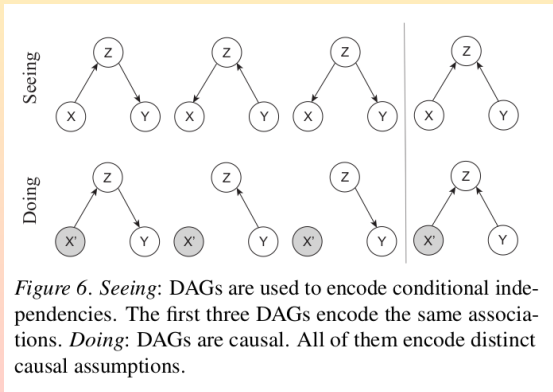 Seeing
Z Z Z Z
X Y X Y X Y X Y
Doing
Z Z Z Z
X' Y X' Y X' Y X' Y
Figure 6. Seeing: DAGs are used to encode conditional inde-
pendencies. The first three DAGs encode the same associa-
tions. Doing: DAGs are causal. All of them encode distinct
causal assumptions.